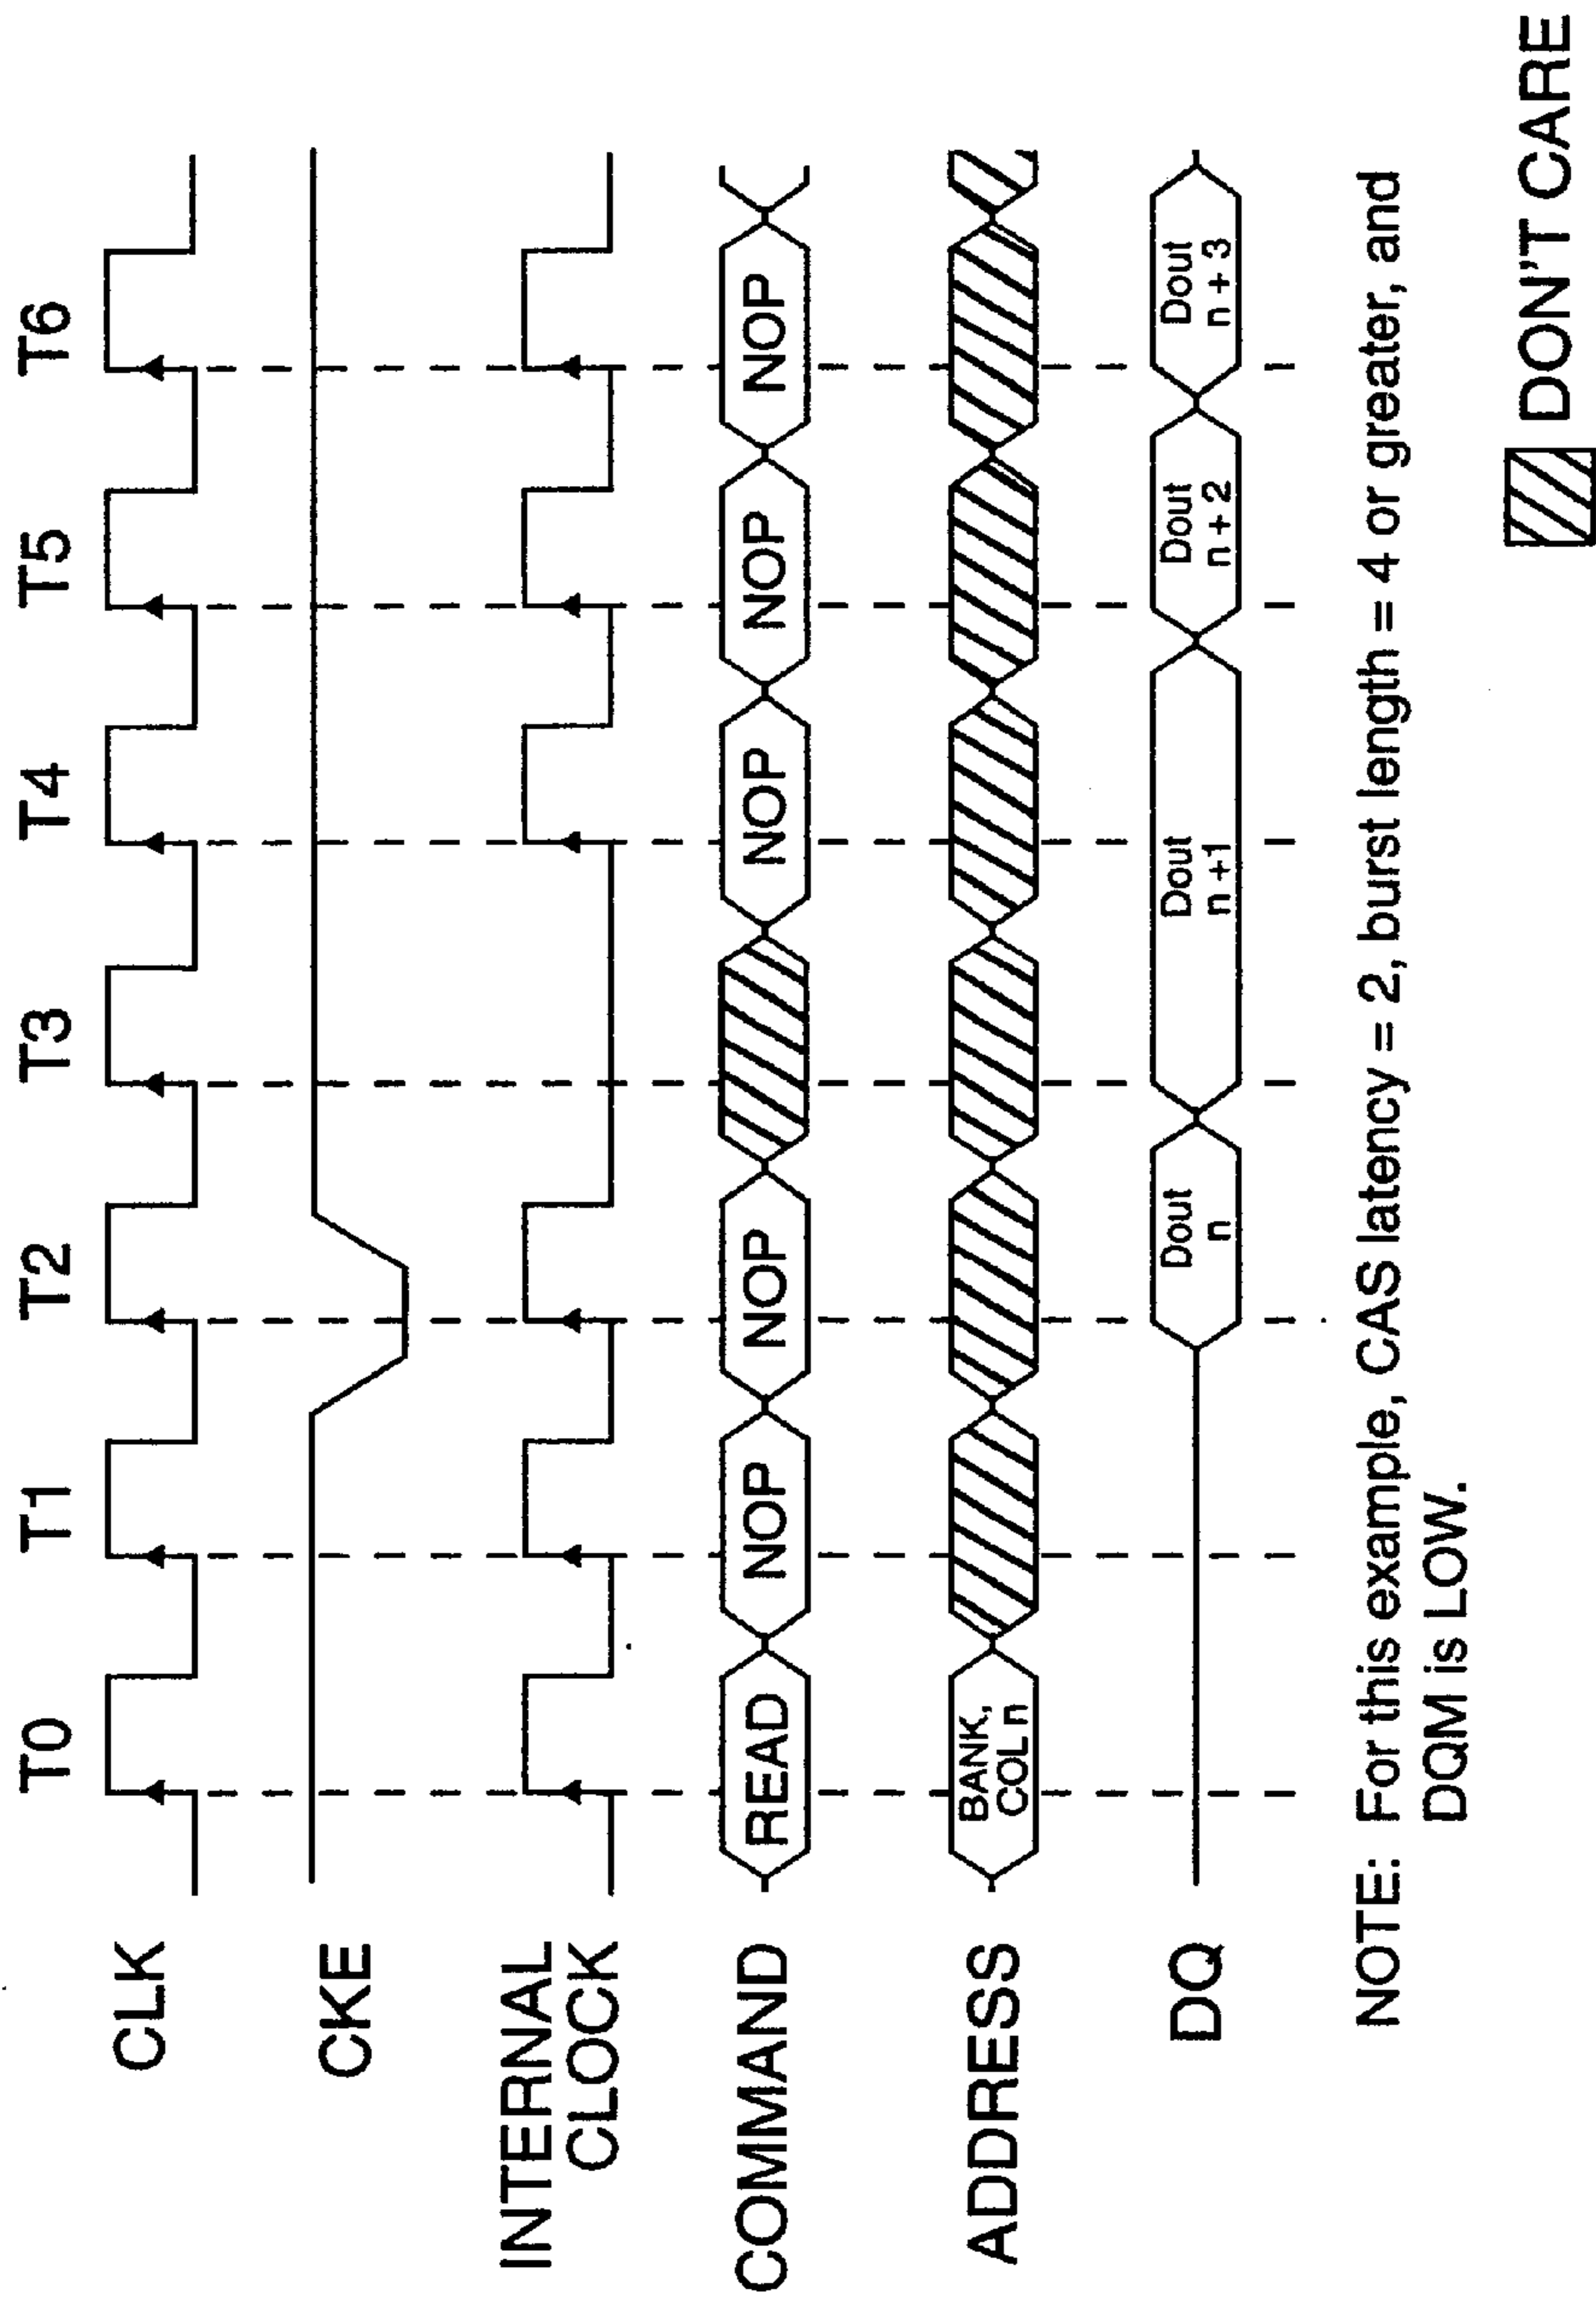 T0 T1 T2 T3 T4 T5 T6
CLK
CKE
INTERNAL
CLOCK
COMMAND
READ NOP NOP NOP NOP NOP
ADDRESS
BANK,
COL n
DQ
Dout
n
Dout
n +1
Dout
n + 2
Dout
n + 3
NOTE: For this example, CAS latency = 2, burst length = 4 or greater, and
DQM is LOW.
DON'T CARE